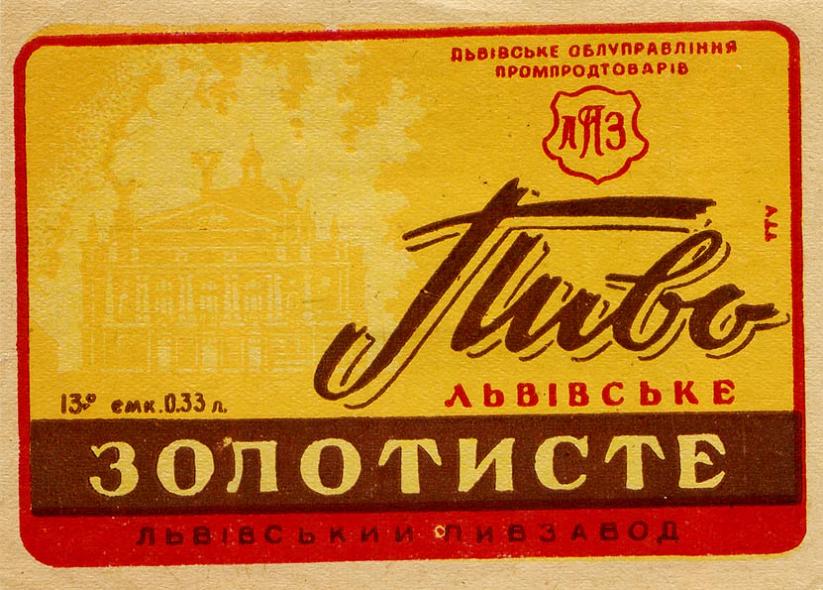 ЛЬВІВСЬКЕ ОБЛУПРАВЛІННЯ
ПРОМПРОДТОВАРІВ
ЛПЗ
Пиво
ЛЬВІВСЬКЕ
13° емк. 0.33 л.
ЗОЛОТИСТЕ
ЛЬВІВСЬКИЙ ПИВЗАВОД